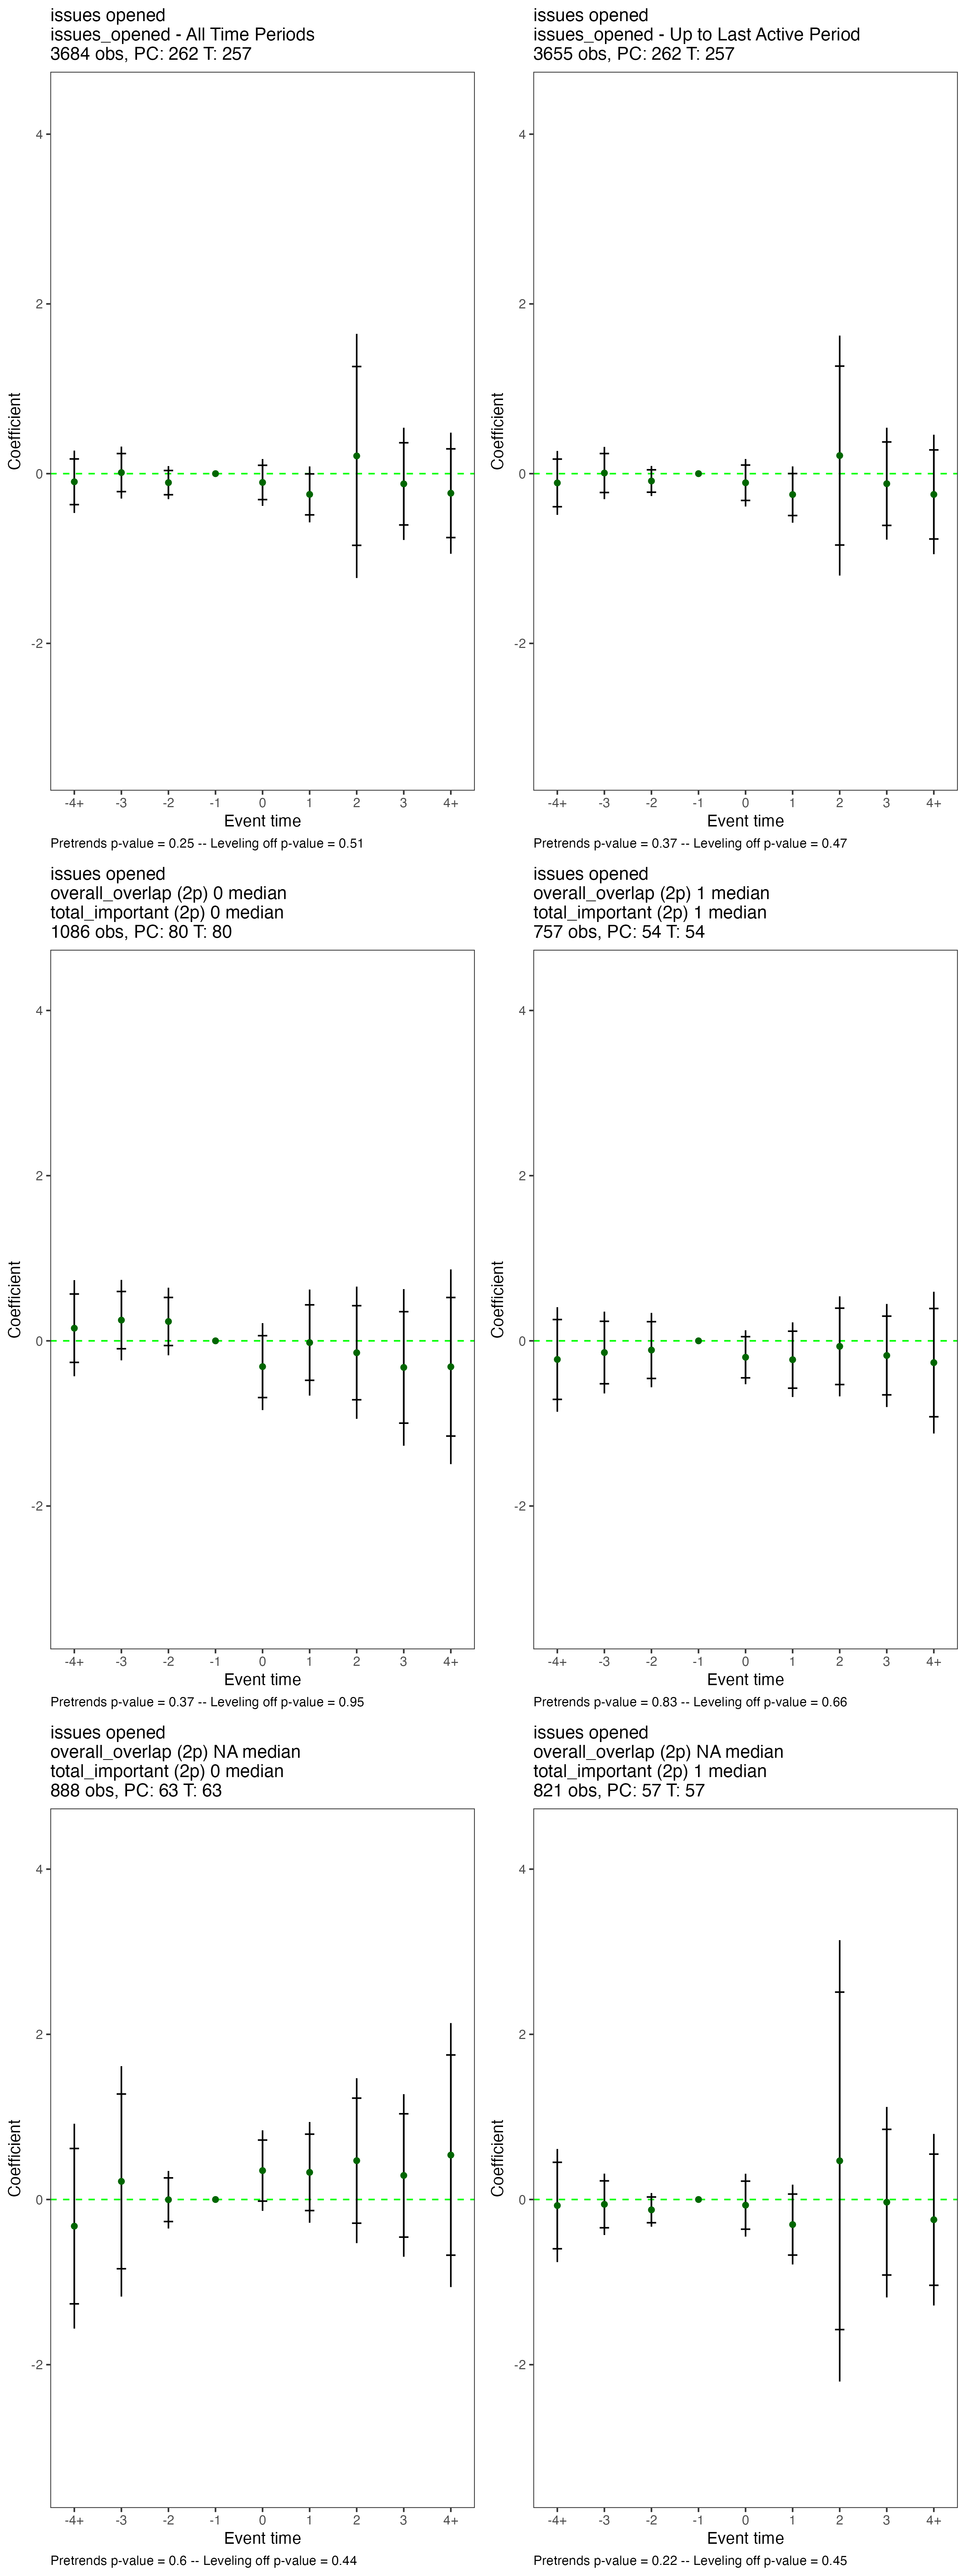 issues opened
issues_opened - All Time Periods
3684 obs, PC: 262 T: 257
4
2
0
-2
Coefficient
-4+ -3 -2 -1 0 1 2 3 4+
Event time
Pretrends p-value = 0.25 -- Leveling off p-value = 0.51
issues opened
issues_opened - Up to Last Active Period
3655 obs, PC: 262 T: 257
4
2
0
-2
Coefficient
-4+ -3 -2 -1 0 1 2 3 4+
Event time
Pretrends p-value = 0.37 -- Leveling off p-value = 0.47
issues opened
overall_overlap (2p) 0 median
total_important (2p) 0 median
1086 obs, PC: 80 T: 80
4
2
0
-2
Coefficient
-4+ -3 -2 -1 0 1 2 3 4+
Event time
Pretrends p-value = 0.37 -- Leveling off p-value = 0.95
issues opened
overall_overlap (2p) 1 median
total_important (2p) 1 median
757 obs, PC: 54 T: 54
4
2
0
-2
Coefficient
-4+ -3 -2 -1 0 1 2 3 4+
Event time
Pretrends p-value = 0.83 -- Leveling off p-value = 0.66
issues opened
overall_overlap (2p) NA median
total_important (2p) 0 median
888 obs, PC: 63 T: 63
4
2
0
-2
Coefficient
-4+ -3 -2 -1 0 1 2 3 4+
Event time
Pretrends p-value = 0.6 -- Leveling off p-value = 0.44
issues opened
overall_overlap (2p) NA median
total_important (2p) 1 median
821 obs, PC: 57 T: 57
4
2
0
-2
Coefficient
-4+ -3 -2 -1 0 1 2 3 4+
Event time
Pretrends p-value = 0.22 -- Leveling off p-value = 0.45